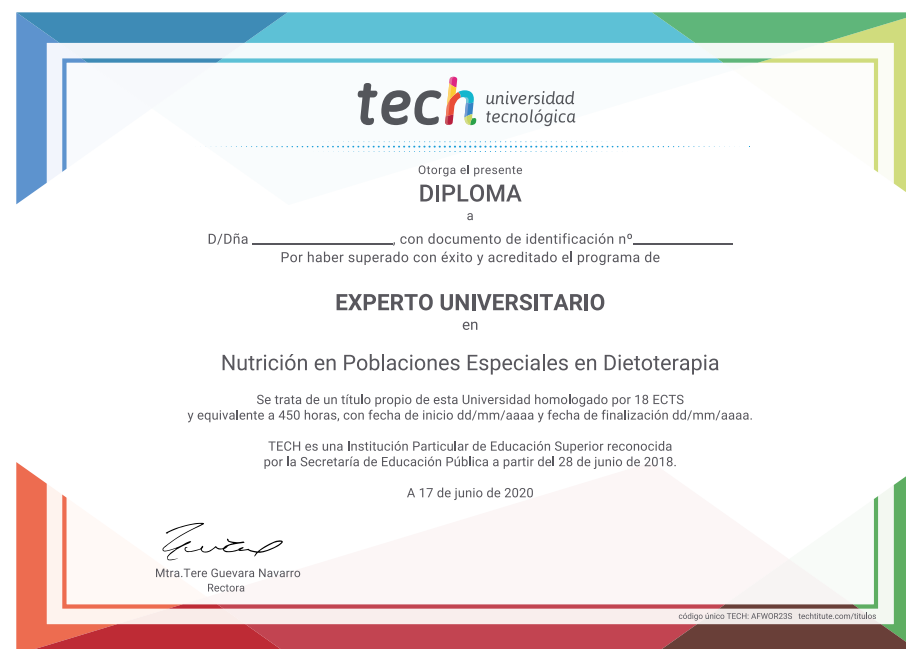 tech universidad
tecnológica
Otorga el presente
DIPLOMA
a
D/Dña ____________________, con documento de identificación nº______________
Por haber superado con éxito y acreditado el programa de
EXPERTO UNIVERSITARIO
en
Nutrición en Poblaciones Especiales en Dietoterapia
Se trata de un título propio de esta Universidad homologado por 18 ECTS
y equivalente a 450 horas, con fecha de inicio dd/mm/aaaa y fecha de finalización dd/mm/aaaa.
TECH es una Institución Particular de Educación Superior reconocida
por la Secretaría de Educación Pública a partir del 28 de junio de 2018.
A 17 de junio de 2020
Mtra.Tere Guevara Navarro
Rectora
código único TECH: AFWOR23S techtitute.com/titulos